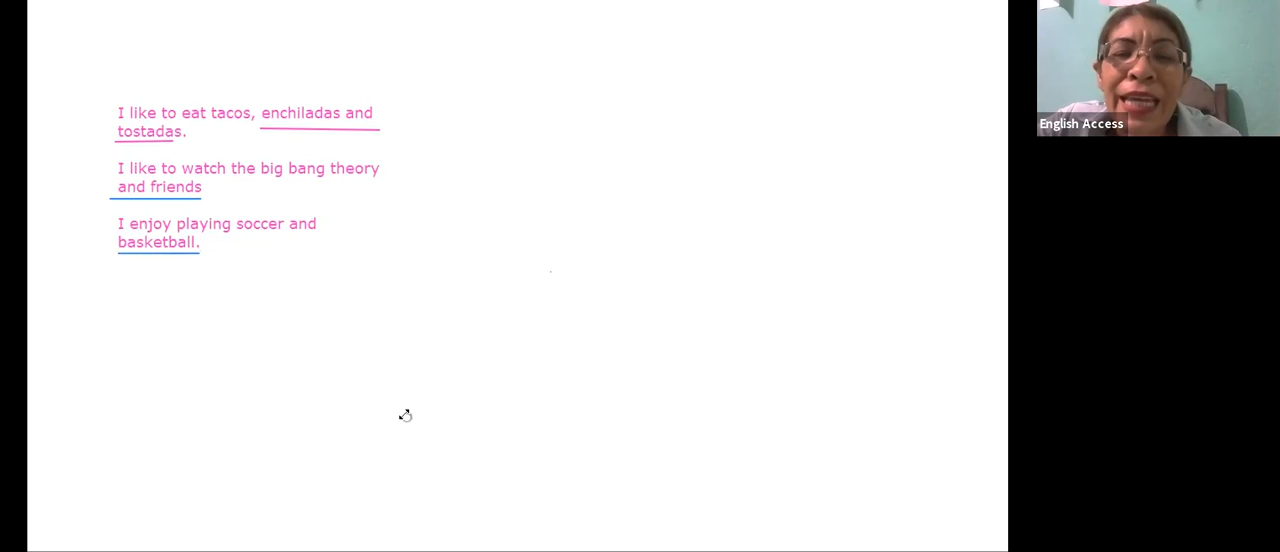 I like to eat tacos, enchiladas and
tostadas.
I like to watch the big bang theory
and friends
I enjoy playing soccer and
basketball.
English Access